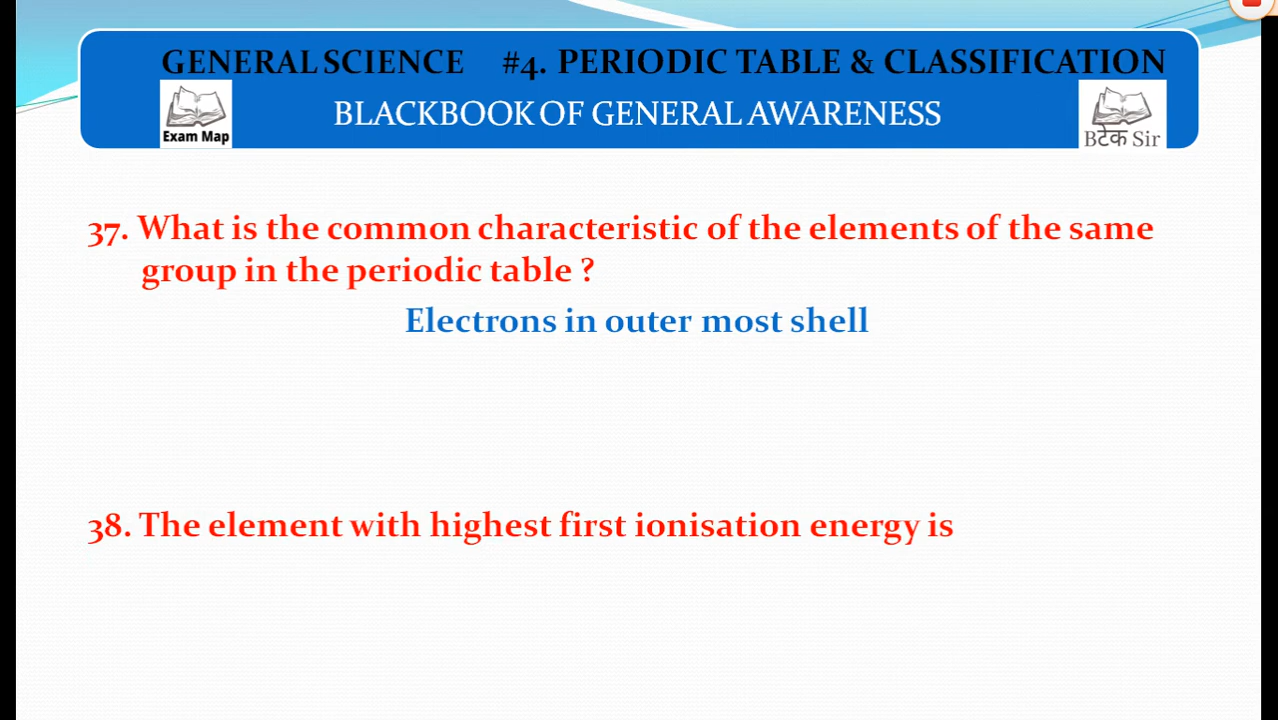 GENERAL SCIENCE #4. PERIODIC TABLE & CLASSIFICATION
BLACKBOOK OF GENERAL AWARENESS
Exam Map
Bटेक Sir
37. What is the common characteristic of the elements of the same
group in the periodic table ?
Electrons in outer most shell
38. The element with highest first ionisation energy is